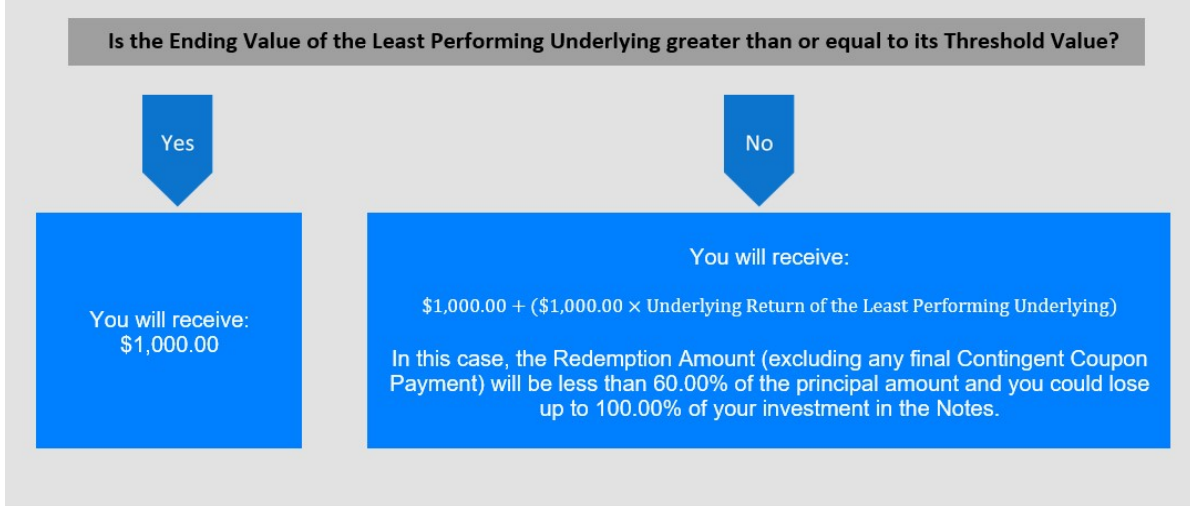 Is the Ending Value of the Least Performing Underlying greater than or equal to its Threshold Value?
Yes
No
You will receive:
$1,000.00
You will receive:
$1,000.00 + ($1,000.00 × Underlying Return of the Least Performing Underlying)
In this case, the Redemption Amount (excluding any final Contingent Coupon
Payment) will be less than 60.00% of the principal amount and you could lose
up to 100.00% of your investment in the Notes.